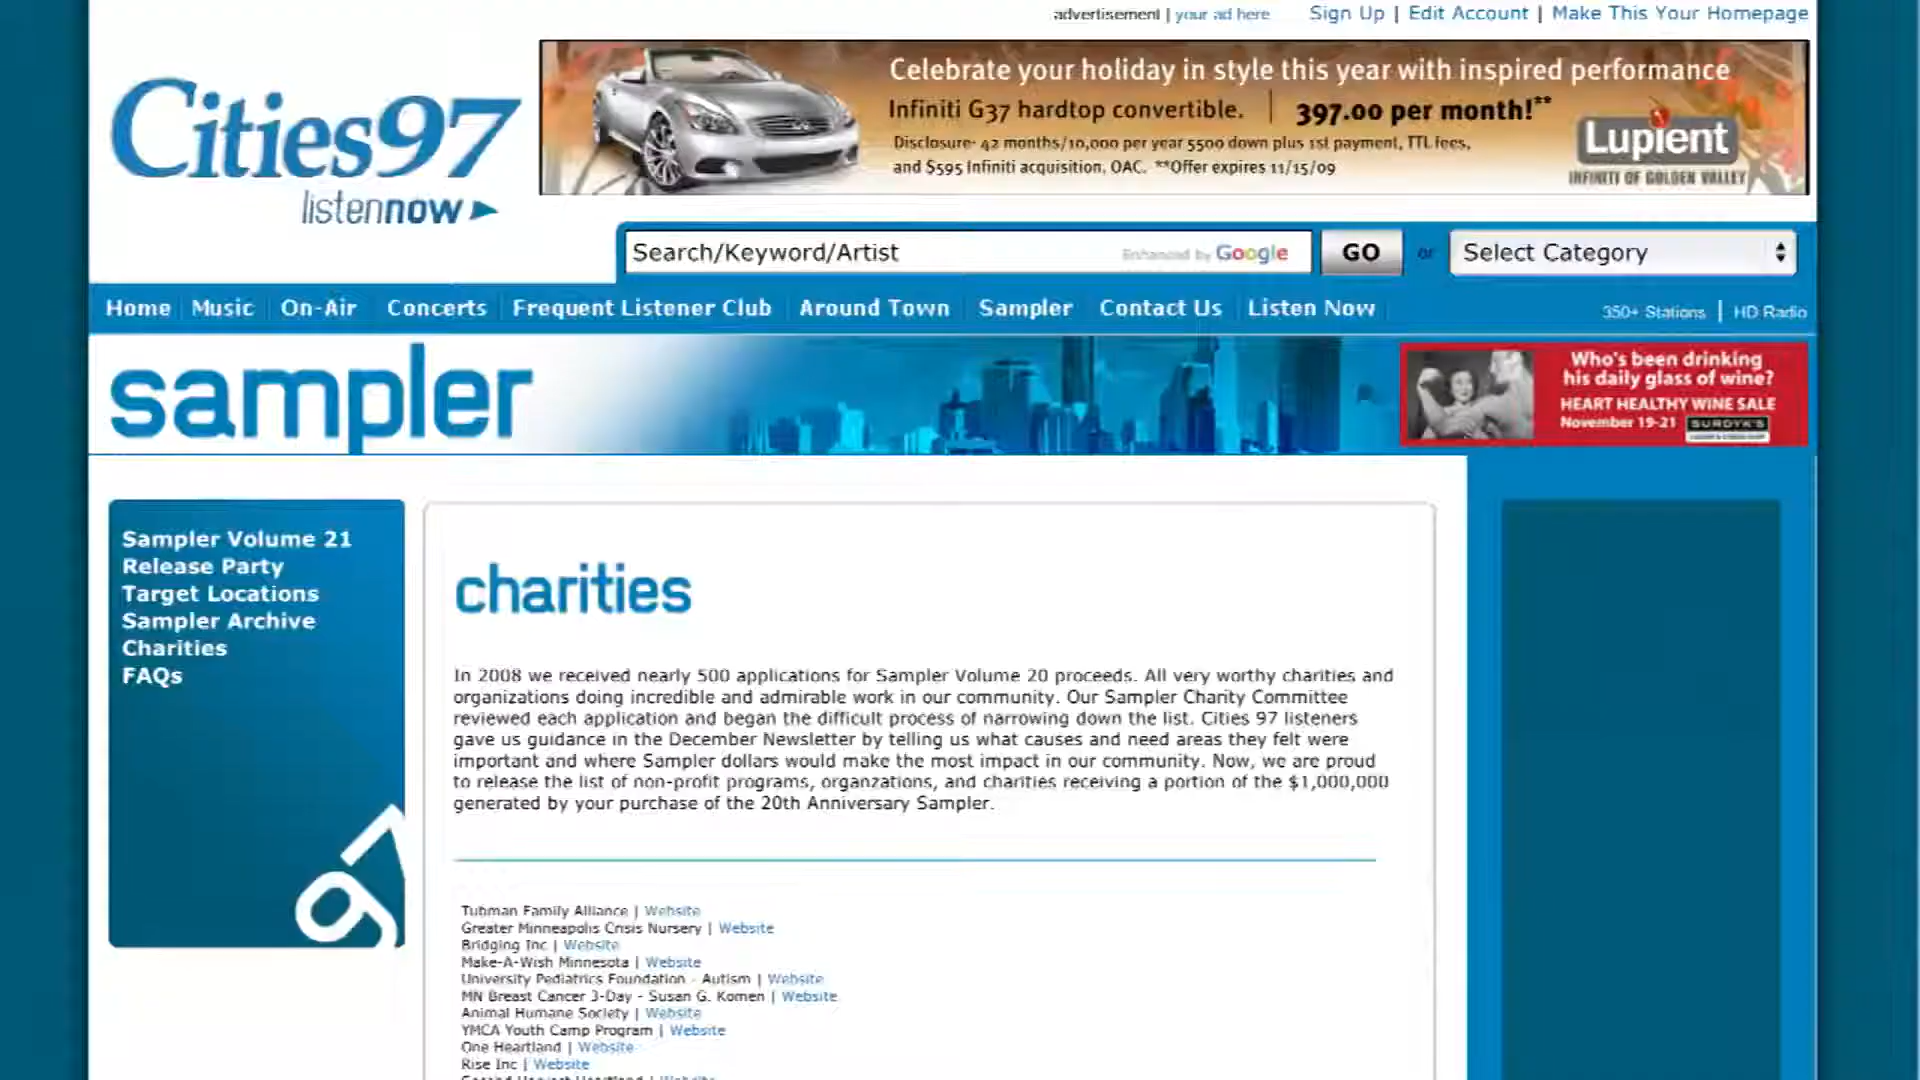 advertisement | your ad here Sign Up | Edit Account | Make This Your Homepage
Cities97
listennow
Celebrate your holiday in style this year with inspired performance
Infiniti G37 hardtop convertible. | 397.00 per month!**
Disclosure- 42 months/10,000 per year 5500 down plus 1st payment, TTL fees,
and $595 Infiniti acquisition, OAC. **Offer expires 11/15/09
Lupient
INFINITI OF GOLDEN VALLEY
Search/Keyword/Artist Enhanced by Google GO or Select Category
Home Music On-Air Concerts Frequent Listener Club Around Town Sampler Contact Us Listen Now 350+ Stations | HD Radio
sampler
Who's been drinking
his daily glass of wine?
HEART HEALTHY WINE SALE
November 19-21 SURDYK'S
Sampler Volume 21
Release Party
Target Locations
Sampler Archive
Charities
FAQs
97
charities
In 2008 we received nearly 500 applications for Sampler Volume 20 proceeds. All very worthy charities and
organizations doing incredible and admirable work in our community. Our Sampler Charity Committee
reviewed each application and began the difficult process of narrowing down the list. Cities 97 listeners
gave us guidance in the December Newsletter by telling us what causes and need areas they felt were
important and where Sampler dollars would make the most impact in our community. Now, we are proud
to release the list of non-profit programs, organzations, and charities receiving a portion of the $1,000,000
generated by your purchase of the 20th Anniversary Sampler.
Tubman Family Alliance | Website
Greater Minneapolis Crisis Nursery | Website
Bridging Inc | Website
Make-A-Wish Minnesota | Website
University Pediatrics Foundation - Autism | Website
MN Breast Cancer 3-Day - Susan G. Komen | Website
Animal Humane Society | Website
YMCA Youth Camp Program | Website
One Heartland | Website
Rise Inc | Website
Second Harvest Heartland | Website